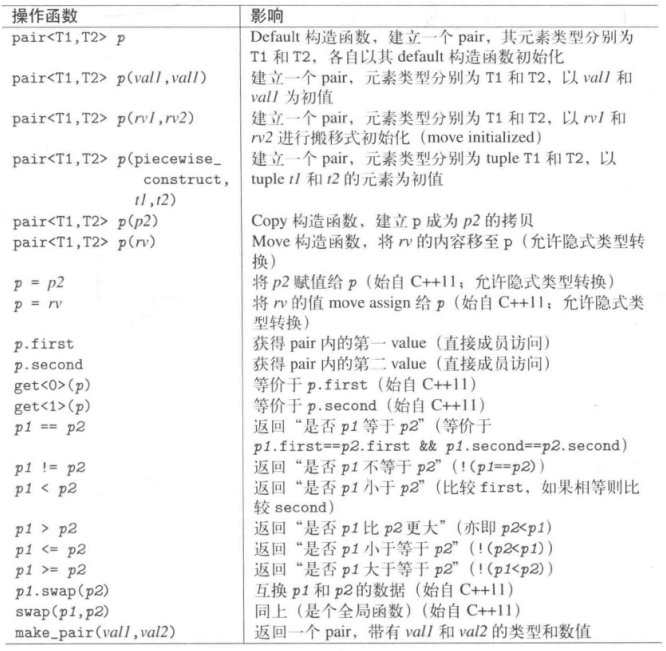 操作函数 影响
pair<T1,T2> p Default 构造函数，建立一个 pair，其元素类型分别为
T1 和 T2，各自以其 default 构造函数初始化
pair<T1,T2> p(val1,val1) 建立一个 pair，元素类型分别为 T1 和 T2，以 val1 和
val1 为初值
pair<T1,T2> p(rv1,rv2) 建立一个 pair，元素类型分别为 T1 和 T2，以 rv1 和
rv2 进行搬移式初始化（move initialized）
pair<T1,T2> p(piecewise_ 建立一个 pair，元素类型分别为 tuple T1 和 T2，以
construct, tuple t1 和 t2 的元素为初值
t1,t2)
pair<T1,T2> p(p2) Copy 构造函数，建立 p 成为 p2 的拷贝
pair<T1,T2> p(rv) Move 构造函数，将 rv 的内容移至 p（允许隐式类型转
换）
p = p2 将 p2 赋值给 p（始自 C++11；允许隐式类型转换）
p = rv 将 rv 的值 move assign 给 p（始自 C++11；允许隐式类
型转换）
p.first 获得 pair 内的第一 value（直接成员访问）
p.second 获得 pair 内的第二 value（直接成员访问）
get<0>(p) 等价于 p.first（始自 C++11）
get<1>(p) 等价于 p.second（始自 C++11）
p1 == p2 返回“是否 p1 等于 p2”（等价于
p1.first==p2.first && p1.second==p2.second）
p1 != p2 返回“是否 p1 不等于 p2”（!(p1==p2)）
p1 < p2 返回“是否 p1 小于 p2”（比较 first，如果相等则比
较 second）
p1 > p2 返回“是否 p1 比 p2 更大”（亦即 p2<p1）
p1 <= p2 返回“是否 p1 小于等于 p2”（!(p2<p1)）
p1 >= p2 返回“是否 p1 大于等于 p2”（!(p1<p2)）
p1.swap(p2) 互换 p1 和 p2 的数据（始自 C++11）
swap(p1,p2) 同上（是个全局函数）（始自 C++11）
make_pair(val1,val2) 返回一个 pair，带有 val1 和 val2 的类型和数值